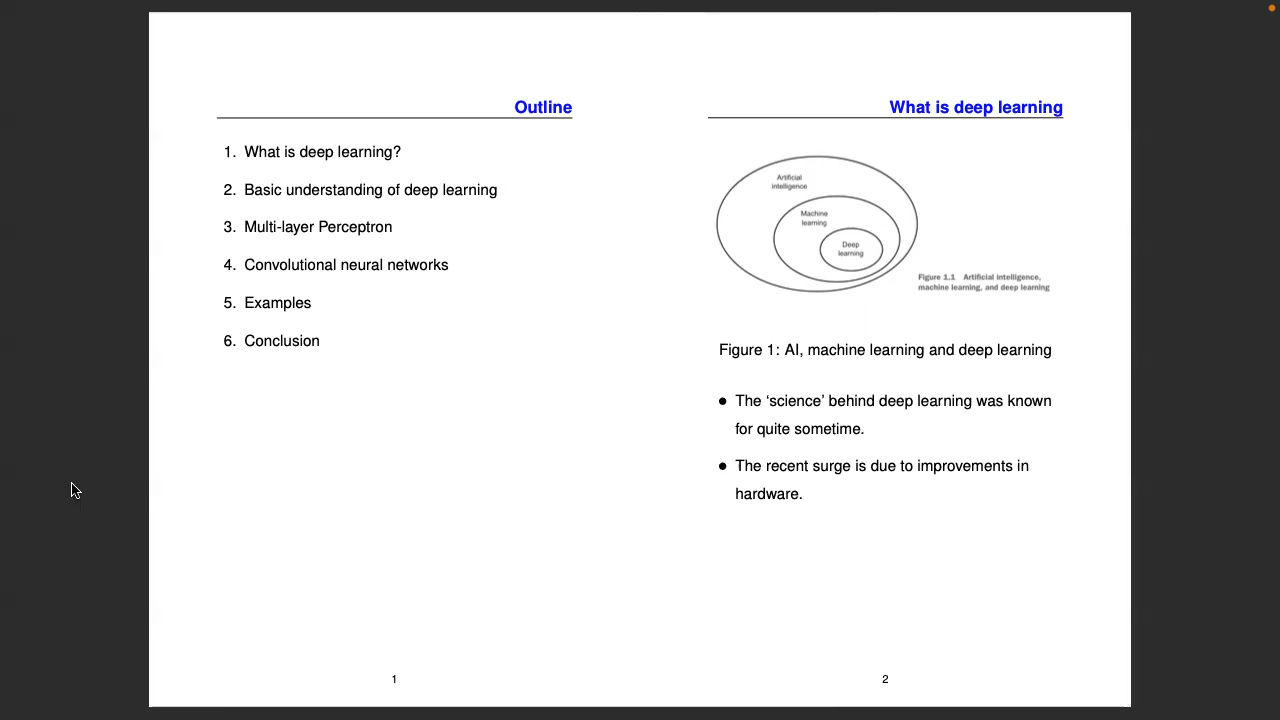 Outline
1. What is deep learning?
2. Basic understanding of deep learning
3. Multi-layer Perceptron
4. Convolutional neural networks
5. Examples
6. Conclusion
1
What is deep learning
Artificial
intelligence
Machine
learning
Deep
learning
Figure 1.1 Artificial intelligence,
machine learning, and deep learning
Figure 1: AI, machine learning and deep learning
● The ‘science’ behind deep learning was known
for quite sometime.
● The recent surge is due to improvements in
hardware.
2